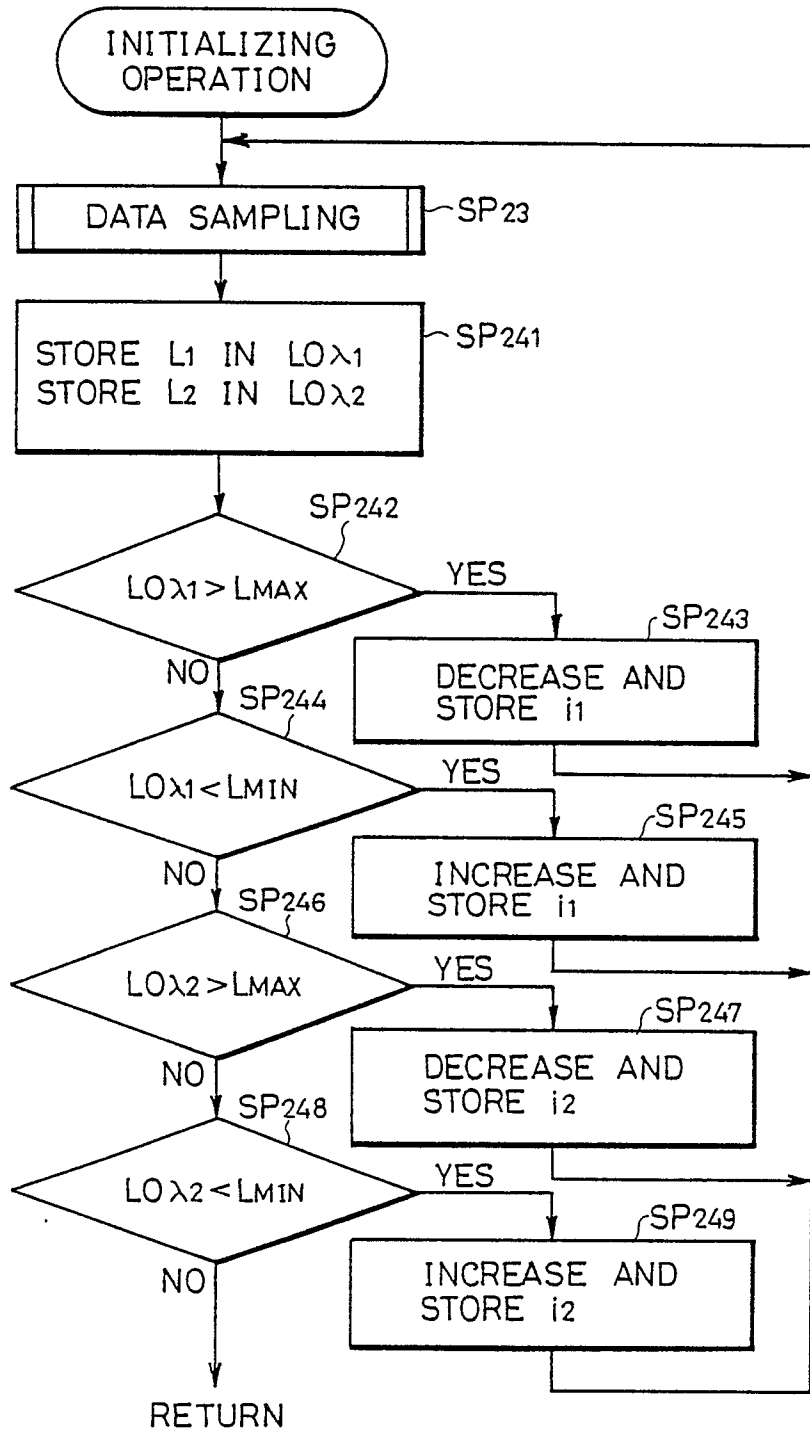 INITIALIZING
OPERATION
DATA SAMPLING
SP23
STORE L1 IN LOλ1
STORE L2 IN LOλ2
SP241
SP242
LOλ1 > LMAX
YES
NO
SP243
DECREASE AND
STORE i1
SP244
LOλ1 < LMIN
YES
NO
SP245
INCREASE AND
STORE i1
SP246
LOλ2 > LMAX
YES
NO
SP247
DECREASE AND
STORE i2
SP248
LOλ2 < LMIN
YES
NO
SP249
INCREASE AND
STORE i2
RETURN